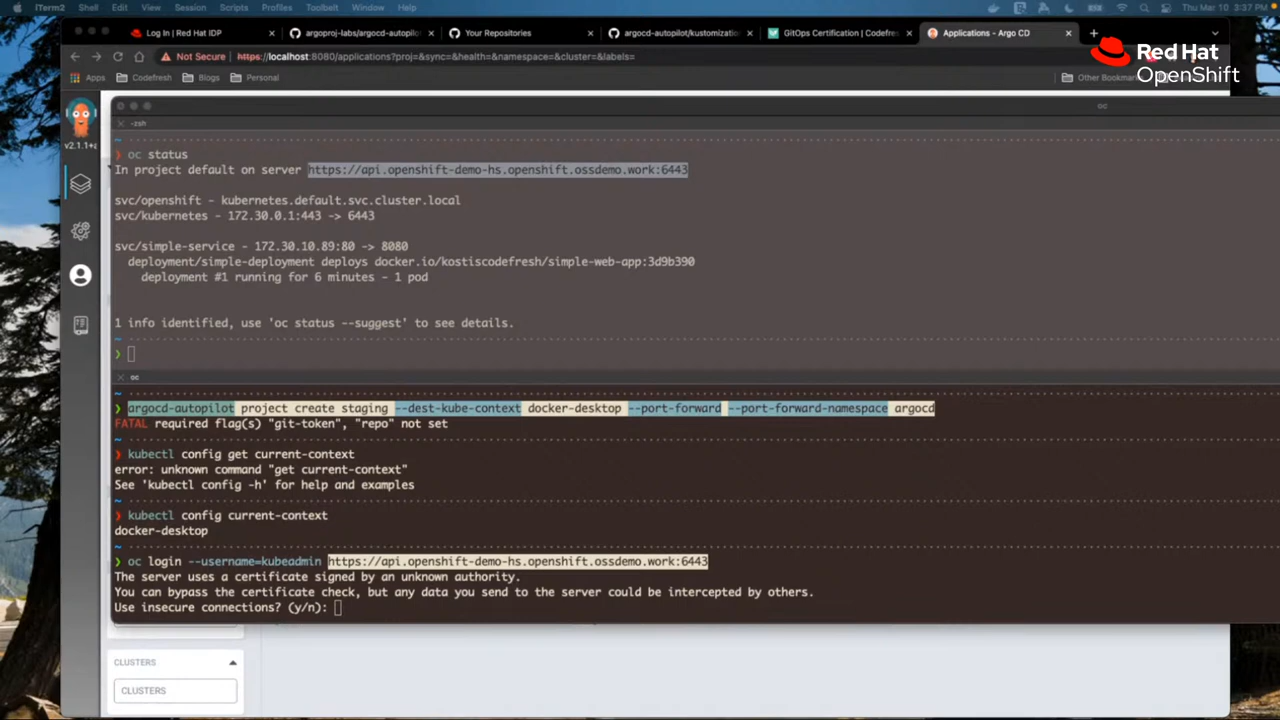 iTerm2 Shell Edit View Session Scripts Profiles Toolbelt Window Help Thu Mar 10 3:37 PM
Log In | Red Hat IDP argoproj-labs/argocd-autopilo Your Repositories argocd-autopilot/kustomization GitOps Certification | Codefres Applications - Argo CD
Red Hat
OpenShift
Not Secure https://localhost:8080/applications?proj=&sync=&health=&namespace=&cluster=&labels=
Apps Codefresh Blogs Personal Other Bookmarks
oc
-zsh
v2.1.1+a
❯ oc status
In project default on server https://api.openshift-demo-hs.openshift.ossdemo.work:6443
svc/openshift - kubernetes.default.svc.cluster.local
svc/kubernetes - 172.30.0.1:443 -> 6443
svc/simple-service - 172.30.10.89:80 -> 8080
deployment/simple-deployment deploys docker.io/kostiscodefresh/simple-web-app:3d9b390
deployment #1 running for 6 minutes - 1 pod
1 info identified, use 'oc status --suggest' to see details.
~
❯
oc
~
❯ argocd-autopilot project create staging --dest-kube-context docker-desktop --port-forward --port-forward-namespace argocd
FATAL required flag(s) "git-token", "repo" not set
~
❯ kubectl config get current-context
error: unknown command "get current-context"
See 'kubectl config -h' for help and examples
~
❯ kubectl config current-context
docker-desktop
~
❯ oc login --username=kubeadmin https://api.openshift-demo-hs.openshift.ossdemo.work:6443
The server uses a certificate signed by an unknown authority.
You can bypass the certificate check, but any data you send to the server could be intercepted by others.
Use insecure connections? (y/n):
CLUSTERS
CLUSTERS